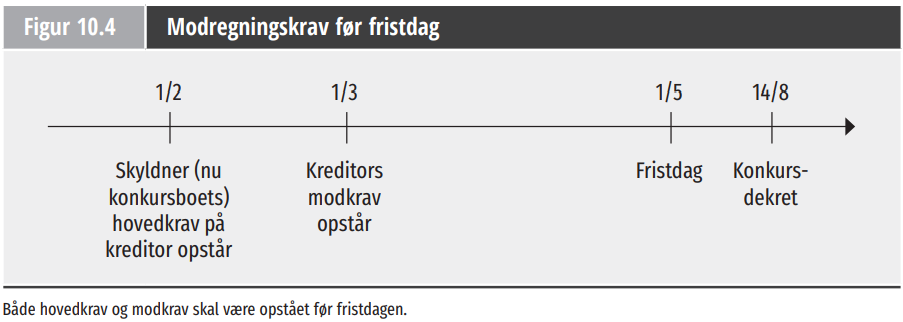 Figur 10.4 Modregningskrav før fristdag
1/2 1/3 1/5 14/8
Skyldner (nu
konkursboets)
hovedkrav på
kreditor opstår
Kreditors
modkrav
opstår
Fristdag
Konkurs-
dekret
Både hovedkrav og modkrav skal være opstået før fristdagen.